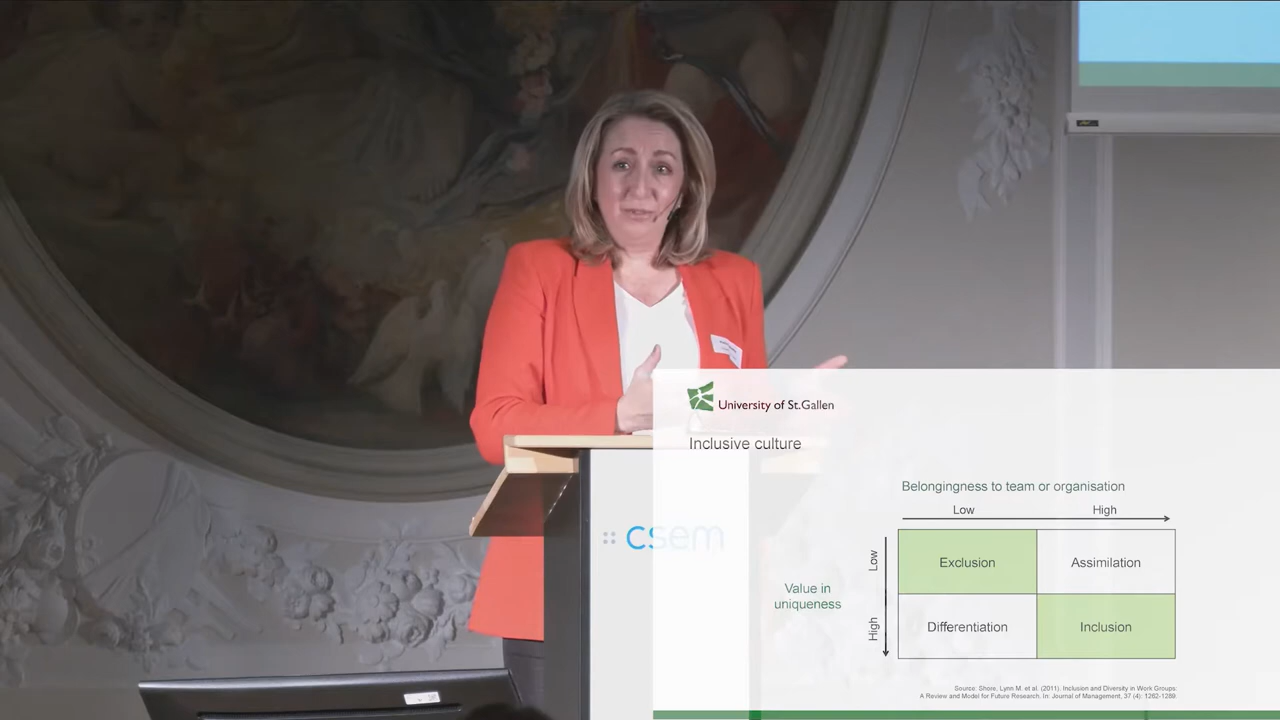 University of St.Gallen
Inclusive culture
csem
Belongingness to team or organisation
Low High
Value in
uniqueness
Low
High
Exclusion Assimilation
Differentiation Inclusion
Source: Shore, Lynn M. et al. (2011). Inclusion and Diversity in Work Groups:
A Review and Model for Future Research. In: Journal of Management, 37 (4): 1262-1289.